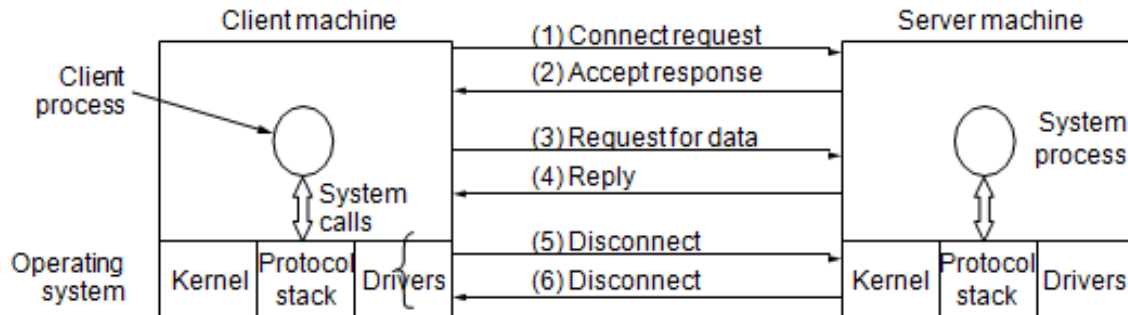 Client machine
Server machine
(1) Connect request
(2) Accept response
Client
process
(3) Request for data
System
process
(4) Reply
System
calls
(5) Disconnect
Operating
system
Kernel
Protocol
stack
Drivers
(6) Disconnect
Kernel
Protocol
stack
Drivers